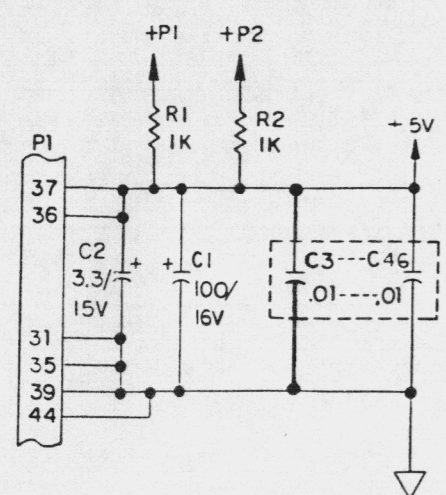 +P1
+P2
R1
1K
R2
1K
+5V
P1
37
36
C2
3.3/
15V
+
+
C1
100/
16V
C3----C46
.01-----.01
31
35
39
44